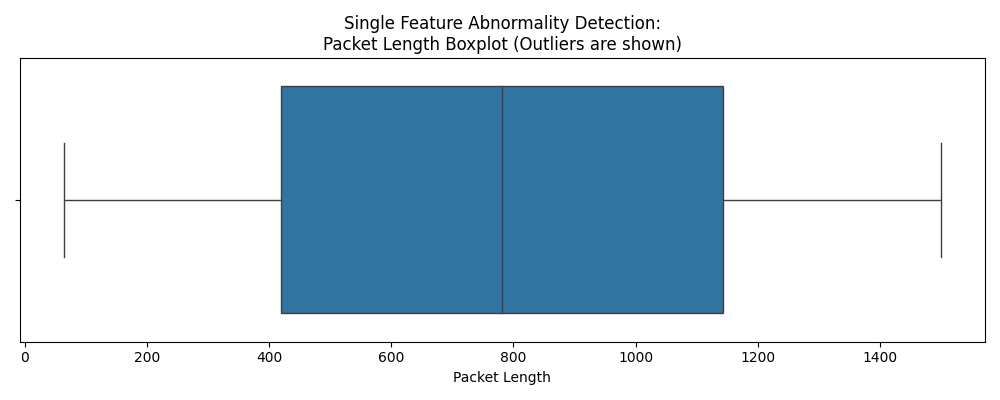 Single Feature Abnormality Detection:
Packet Length Boxplot (Outliers are shown)
0 200 400 600 800 1000 1200 1400
Packet Length